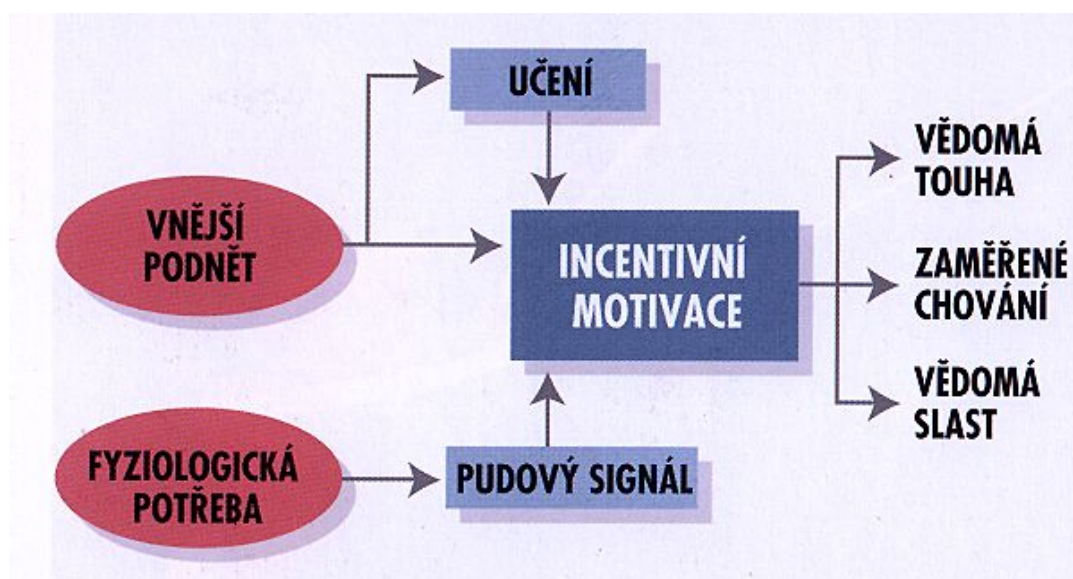 UČENÍ
VNĚJŠÍ
PODNĚT
INCENTIVNÍ
MOTIVACE
VĚDOMÁ
TOUHA
ZAMĚŘENÉ
CHOVÁNÍ
VĚDOMÁ
SLAST
FYZIOLOGICKÁ
POTŘEBA
PUDOVÝ SIGNÁL